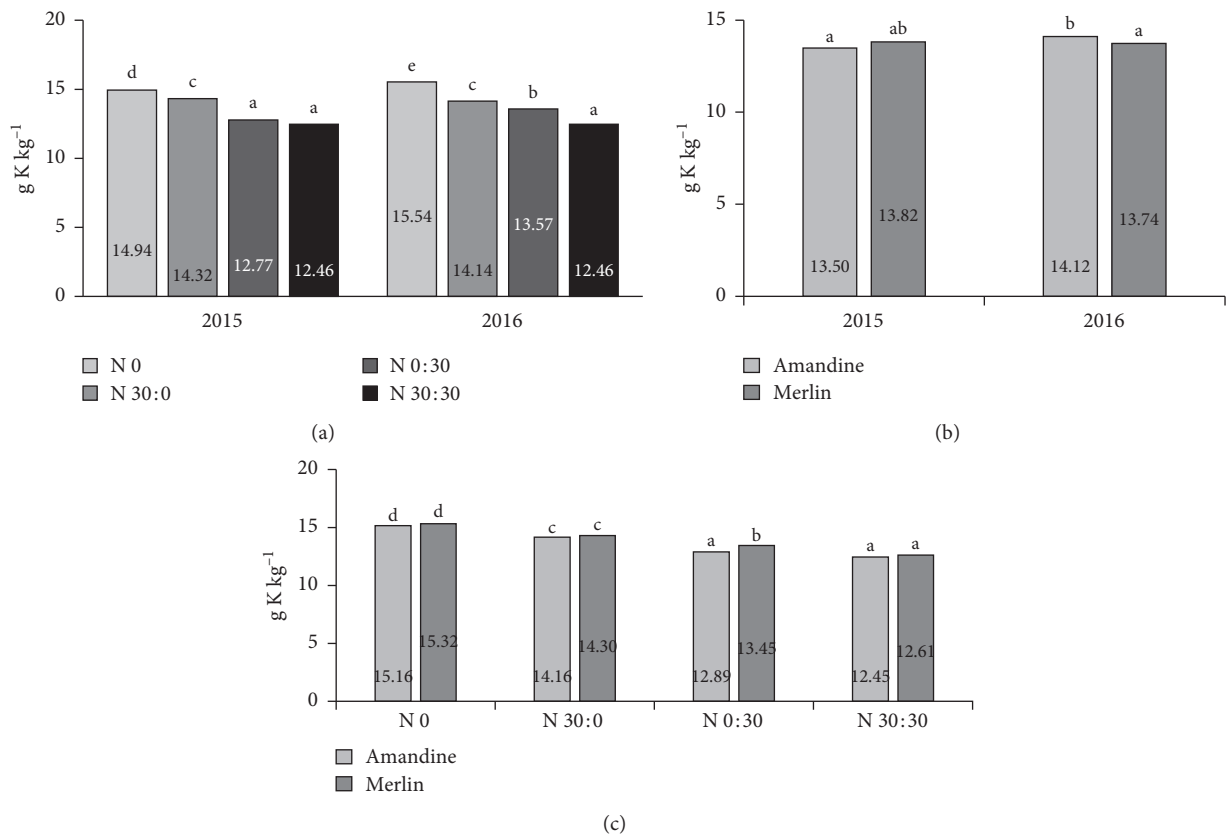 20
15
10
5
0
g K kg⁻¹
d
c
a
a
e
c
b
a
14.94
14.32
12.77
12.46
15.54
14.14
13.57
12.46
2015
2016
N 0
N 30:0
N 0:30
N 30:30
(a)
15
10
5
0
g K kg⁻¹
a
ab
b
a
13.50
13.82
14.12
13.74
2015
2016
Amandine
Merlin
(b)
20
15
10
5
0
g K kg⁻¹
d
d
c
c
a
b
a
a
15.16
15.32
14.16
14.30
12.89
13.45
12.45
12.61
N 0
N 30:0
N 0:30
N 30:30
Amandine
Merlin
(c)